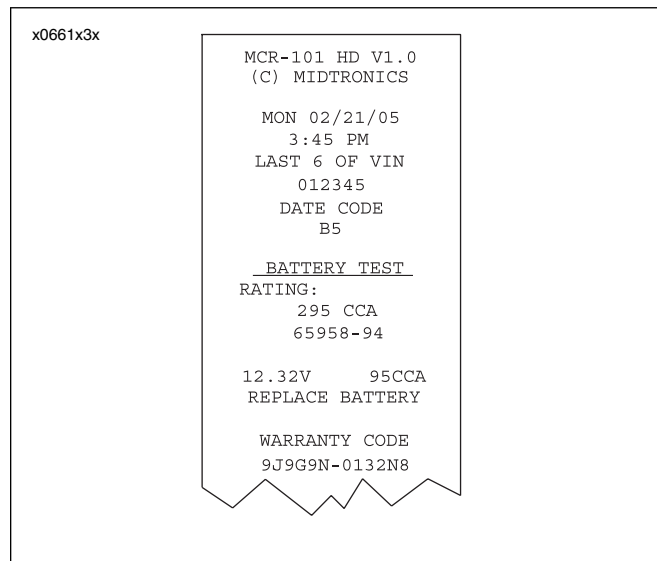 x0661x3x
MCR-101 HD V1.0
(C) MIDTRONICS
MON 02/21/05
3:45 PM
LAST 6 OF VIN
012345
DATE CODE
B5
BATTERY TEST
RATING:
295 CCA
65958-94
12.32V 95CCA
REPLACE BATTERY
WARRANTY CODE
9J9G9N-0132N8